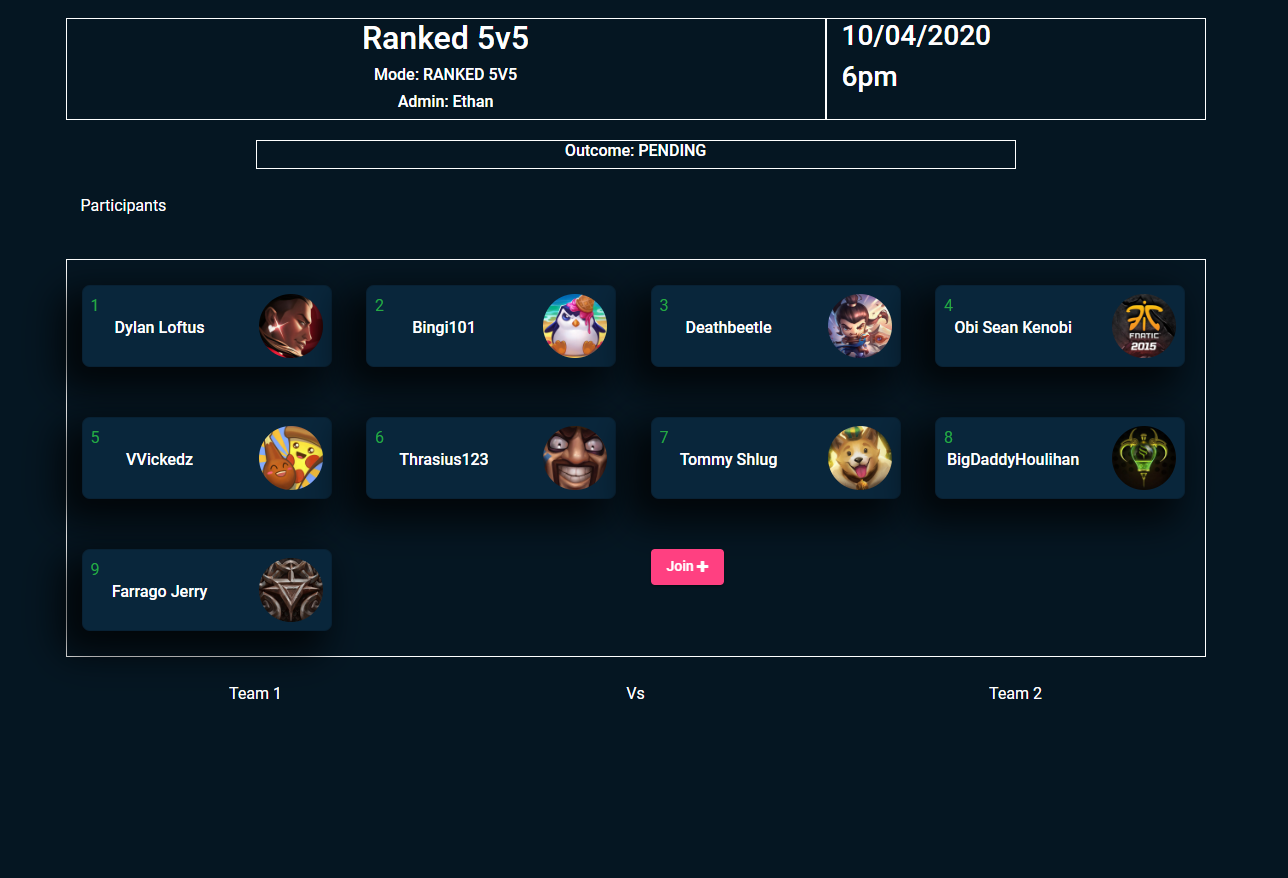 Ranked 5v5
Mode: RANKED 5V5
Admin: Ethan
10/04/2020
6pm
Outcome: PENDING
Participants
1
Dylan Loftus
2
Bingi101
3
Deathbeetle
4
Obi Sean Kenobi
FNATIC
2015
5
VVickedz
6
Thrasius123
7
Tommy Shlug
8
BigDaddyHoulihan
9
Farrago Jerry
Join
Team 1
Vs
Team 2